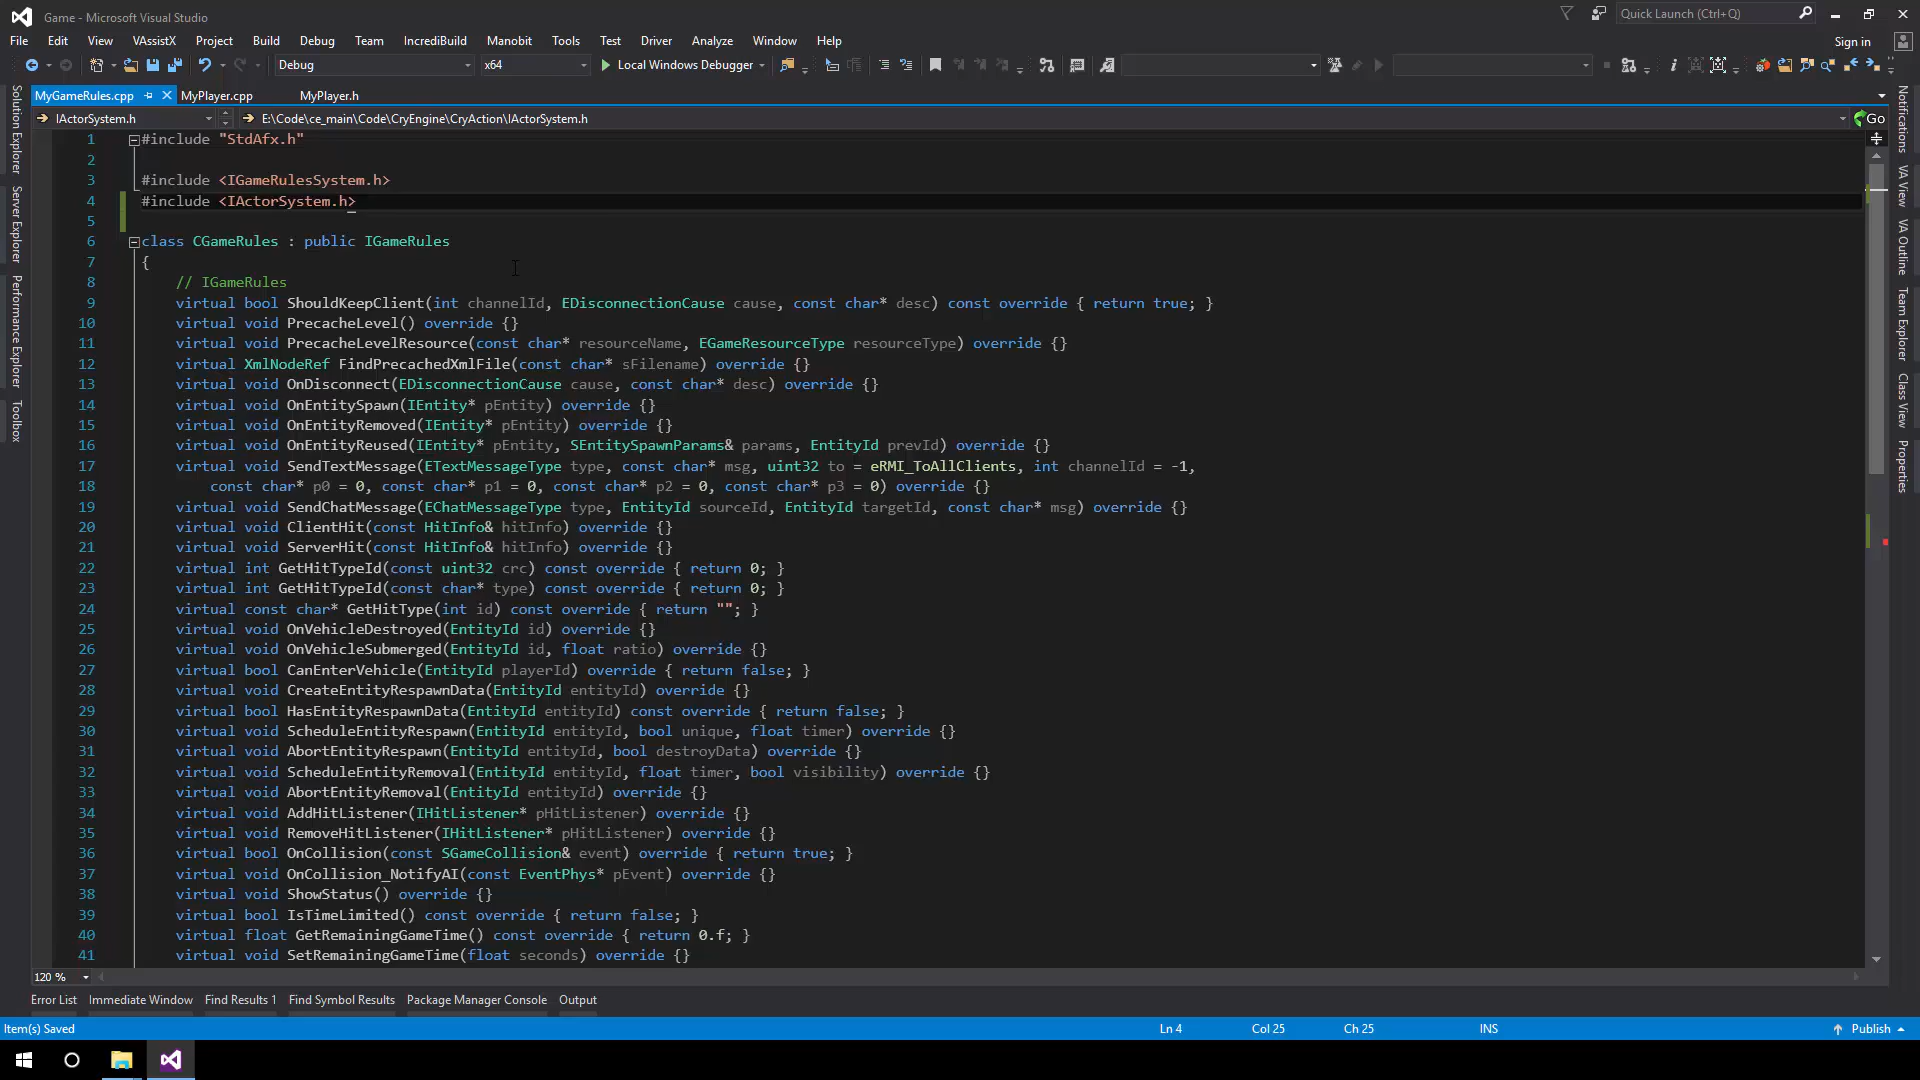 Game - Microsoft Visual Studio
Quick Launch (Ctrl+Q)
File Edit View VAssistX Project Build Debug Team IncrediBuild Manobit Tools Test Driver Analyze Window Help
Sign in
Debug x64 Local Windows Debugger
MyGameRules.cpp MyPlayer.cpp MyPlayer.h
IActorSystem.h E:\Code\ce_main\Code\CryEngine\CryAction\IActorSystem.h Go
Solution Explorer
Server Explorer
Performance Explorer
Toolbox
1 #include "StdAfx.h"
2
3 #include <IGameRulesSystem.h>
4 #include <IActorSystem.h>
5
6 class CGameRules : public IGameRules
7 {
8 // IGameRules
9 virtual bool ShouldKeepClient(int channelId, EDisconnectionCause cause, const char* desc) const override { return true; }
10 virtual void PrecacheLevel() override {}
11 virtual void PrecacheLevelResource(const char* resourceName, EGameResourceType resourceType) override {}
12 virtual XmlNodeRef FindPrecachedXmlFile(const char* sFilename) override {}
13 virtual void OnDisconnect(EDisconnectionCause cause, const char* desc) override {}
14 virtual void OnEntitySpawn(IEntity* pEntity) override {}
15 virtual void OnEntityRemoved(IEntity* pEntity) override {}
16 virtual void OnEntityReused(IEntity* pEntity, SEntitySpawnParams& params, EntityId prevId) override {}
17 virtual void SendTextMessage(ETextMessageType type, const char* msg, uint32 to = eRMI_ToAllClients, int channelId = -1,
18 const char* p0 = 0, const char* p1 = 0, const char* p2 = 0, const char* p3 = 0) override {}
19 virtual void SendChatMessage(EChatMessageType type, EntityId sourceId, EntityId targetId, const char* msg) override {}
20 virtual void ClientHit(const HitInfo& hitInfo) override {}
21 virtual void ServerHit(const HitInfo& hitInfo) override {}
22 virtual int GetHitTypeId(const uint32 crc) const override { return 0; }
23 virtual int GetHitTypeId(const char* type) const override { return 0; }
24 virtual const char* GetHitType(int id) const override { return ""; }
25 virtual void OnVehicleDestroyed(EntityId id) override {}
26 virtual void OnVehicleSubmerged(EntityId id, float ratio) override {}
27 virtual bool CanEnterVehicle(EntityId playerId) override { return false; }
28 virtual void CreateEntityRespawnData(EntityId entityId) override {}
29 virtual bool HasEntityRespawnData(EntityId entityId) const override { return false; }
30 virtual void ScheduleEntityRespawn(EntityId entityId, bool unique, float timer) override {}
31 virtual void AbortEntityRespawn(EntityId entityId, bool destroyData) override {}
32 virtual void ScheduleEntityRemoval(EntityId entityId, float timer, bool visibility) override {}
33 virtual void AbortEntityRemoval(EntityId entityId) override {}
34 virtual void AddHitListener(IHitListener* pHitListener) override {}
35 virtual void RemoveHitListener(IHitListener* pHitListener) override {}
36 virtual bool OnCollision(const SGameCollision& event) override { return true; }
37 virtual void OnCollision_NotifyAI(const EventPhys* pEvent) override {}
38 virtual void ShowStatus() override {}
39 virtual bool IsTimeLimited() const override { return false; }
40 virtual float GetRemainingGameTime() const override { return 0.f; }
41 virtual void SetRemainingGameTime(float seconds) override {}
Notifications
VA View
VA Outline
Team Explorer
Class View
Properties
120 %
Error List Immediate Window Find Results 1 Find Symbol Results Package Manager Console Output
Item(s) Saved Ln 4 Col 25 Ch 25 INS Publish